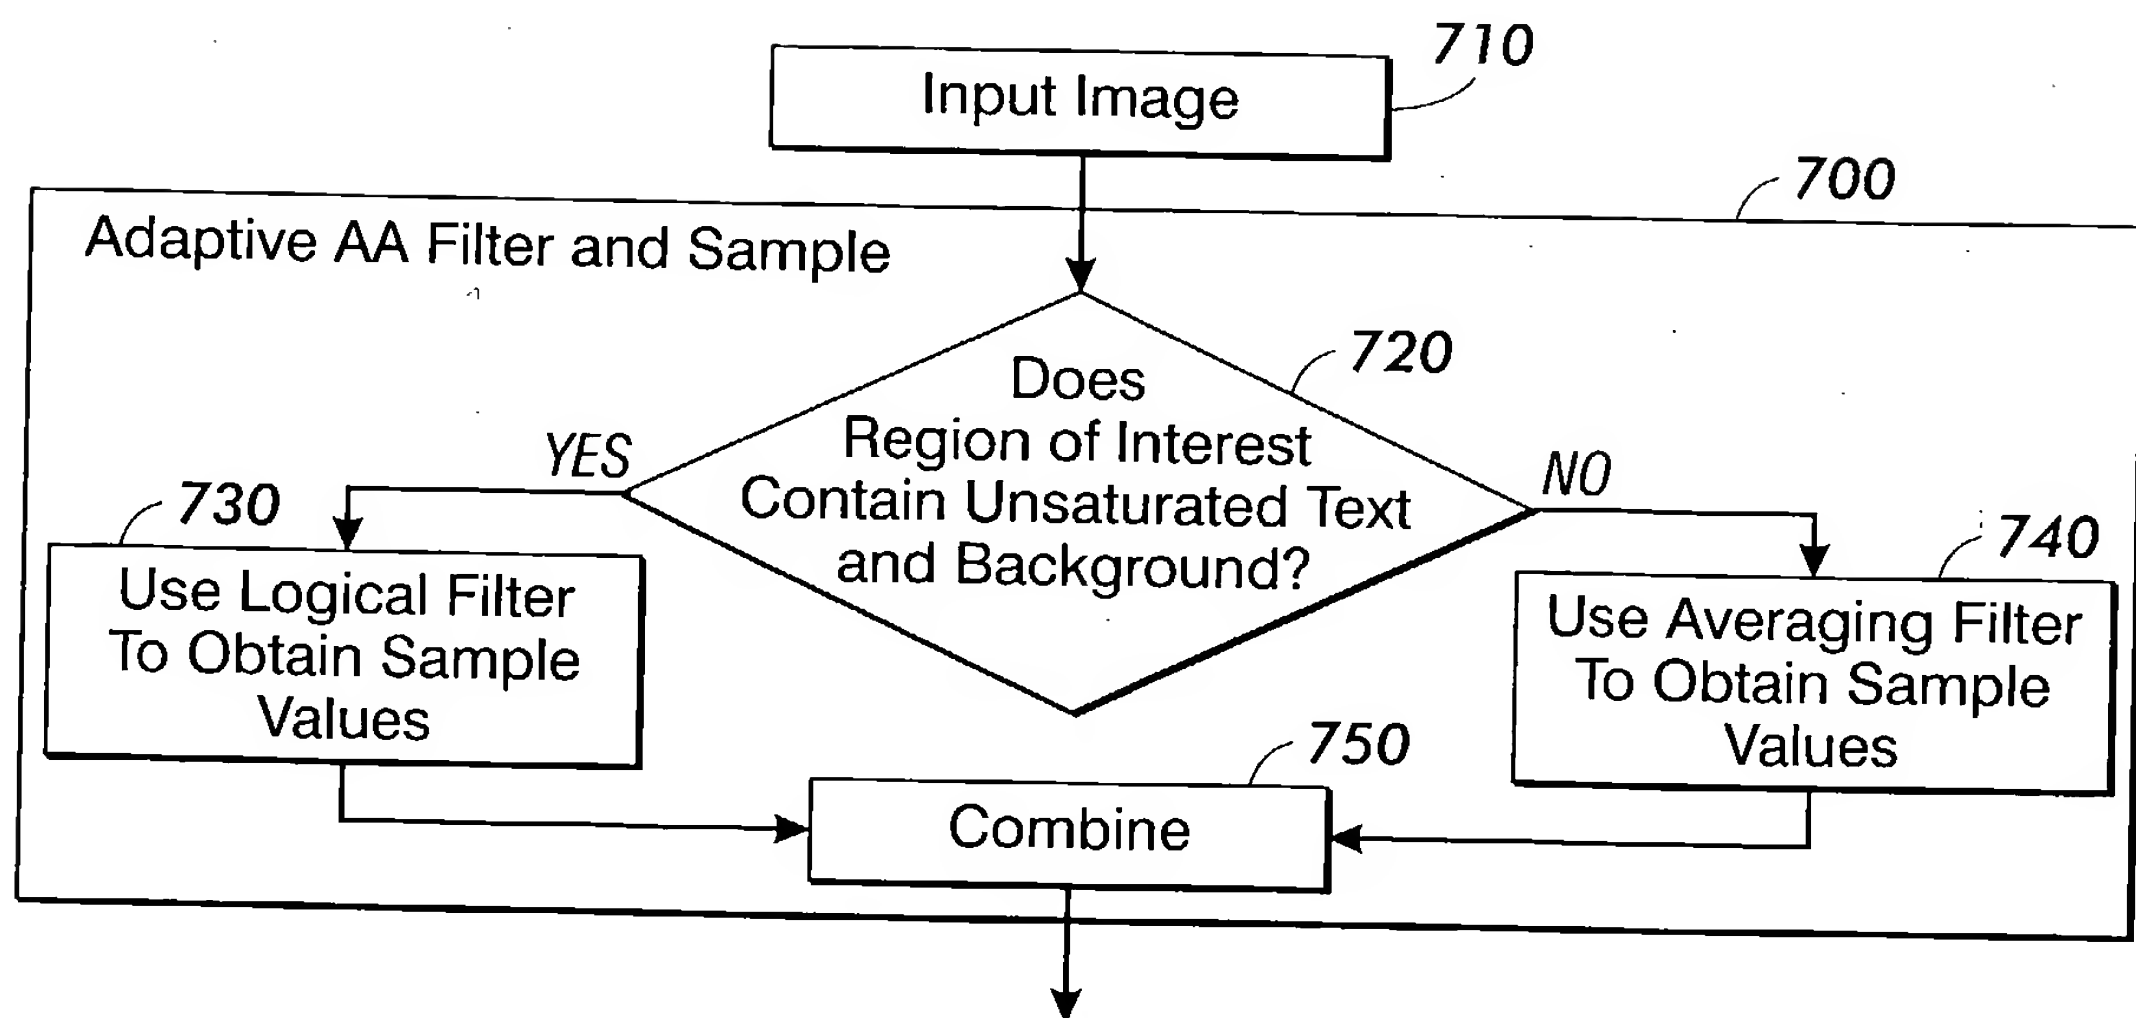 710
Input Image
700
Adaptive AA Filter and Sample
720
Does
Region of Interest
Contain Unsaturated Text
and Background?
YES
NO
730
Use Logical Filter
To Obtain Sample
Values
740
Use Averaging Filter
To Obtain Sample
Values
750
Combine